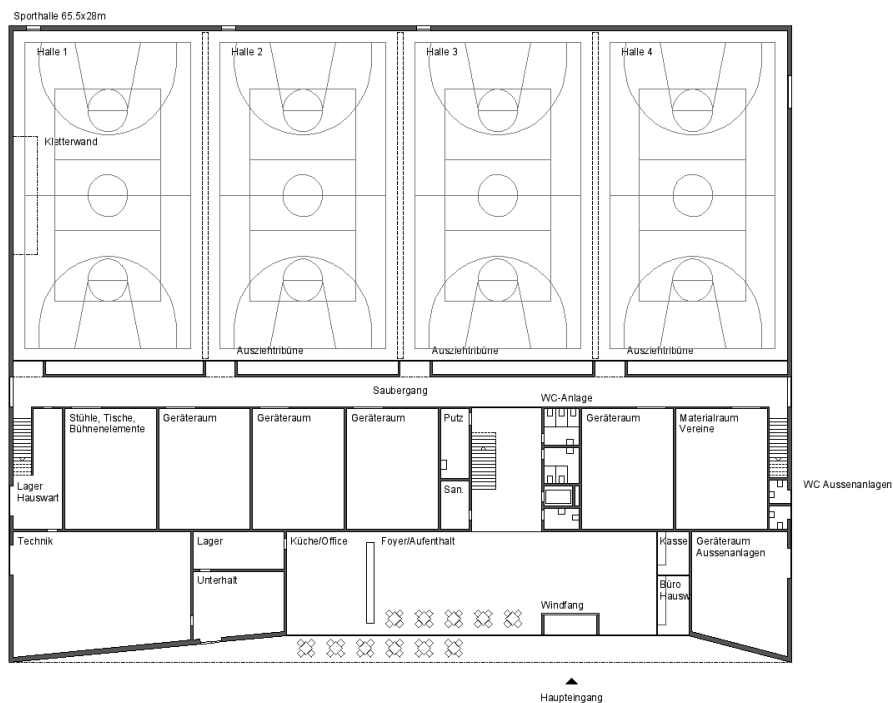 Sporthalle 65.5x28m
Halle 1
Halle 2
Halle 3
Halle 4
Kletterwand
Ausziehtribüne
Ausziehtribüne
Ausziehtribüne
Saubergang
WC-Anlage
Stühle, Tische,
Bühnenelemente
Geräteraum
Geräteraum
Geräteraum
Putz
Geräteraum
Materialraum
Vereine
Lager
Hauswart
San.
WC Aussenanlagen
Technik
Lager
Küche/Office
Foyer/Aufenthalt
Kasse
Geräteraum
Aussenanlagen
Unterhalt
Büro
Hausw
Windfang
Haupteingang